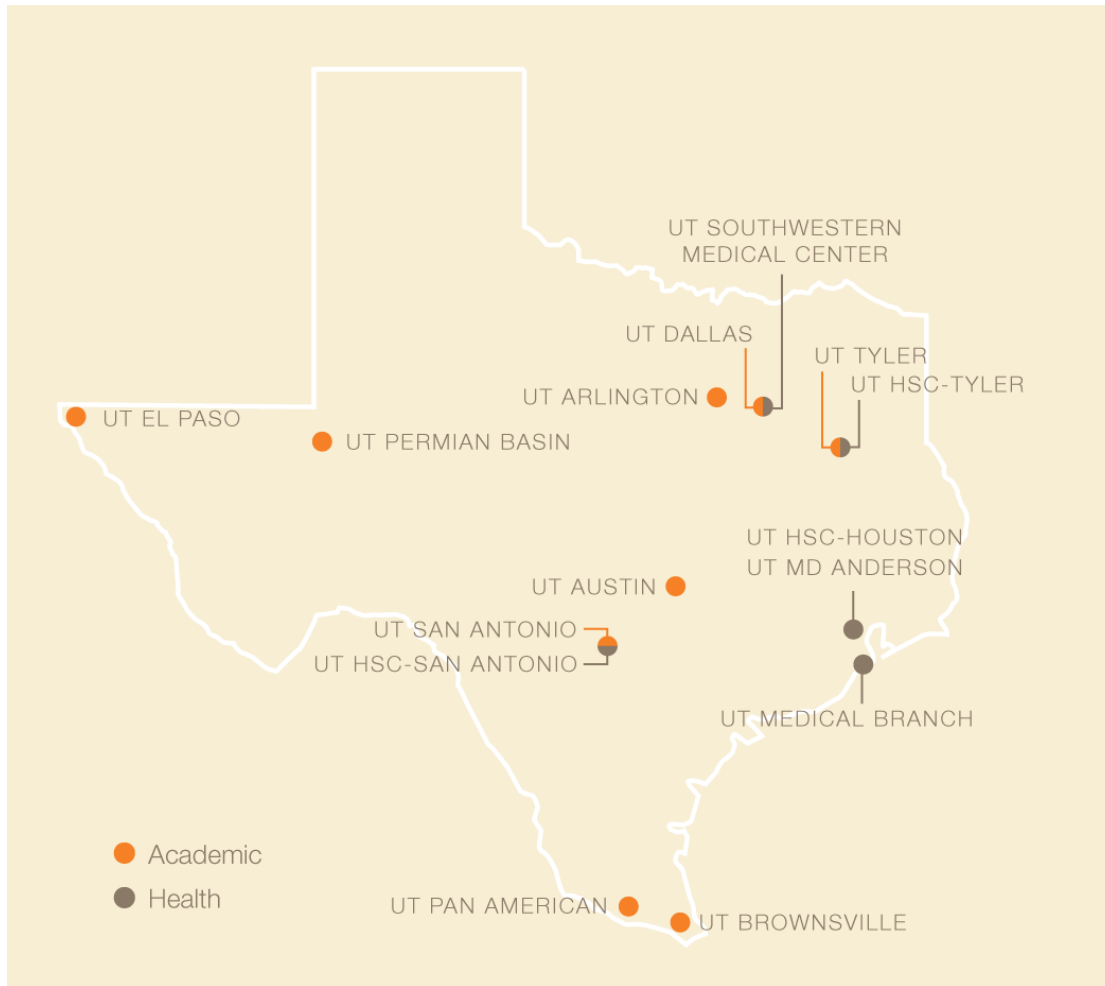 UT SOUTHWESTERN
MEDICAL CENTER
UT DALLAS
UT TYLER
UT HSC-TYLER
UT ARLINGTON
UT EL PASO
UT PERMIAN BASIN
UT HSC-HOUSTON
UT MD ANDERSON
UT AUSTIN
UT SAN ANTONIO
UT HSC-SAN ANTONIO
UT MEDICAL BRANCH
Academic
Health
UT PAN AMERICAN
UT BROWNSVILLE